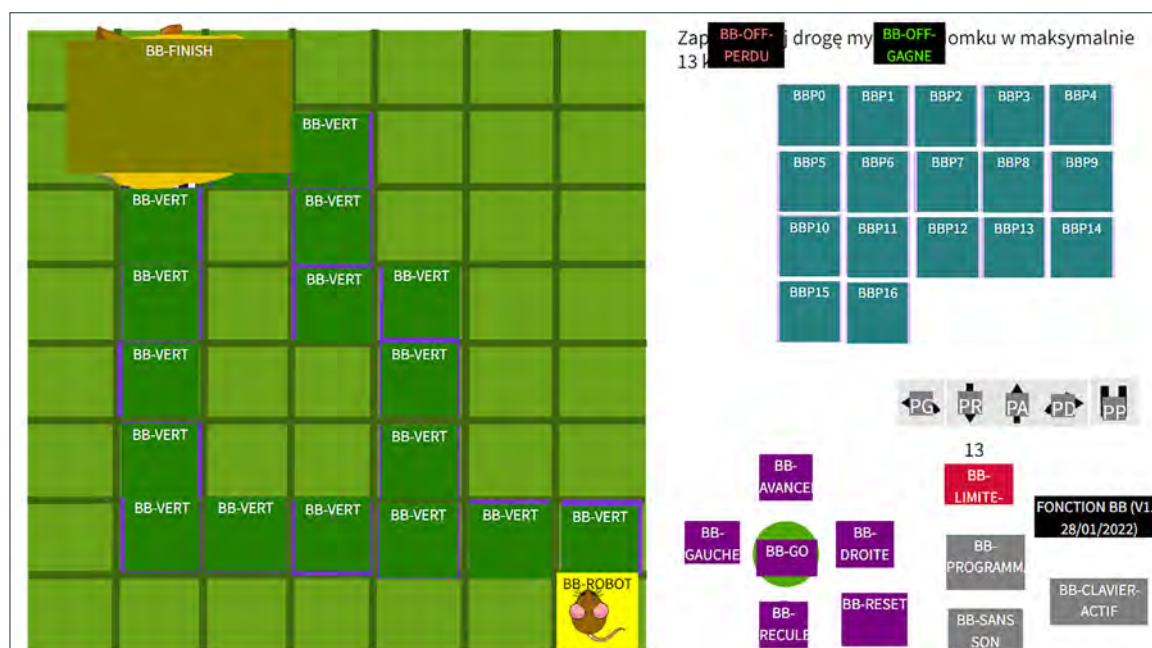 BB-FINISH
BB-VERT
BB-VERT BB-VERT
BB-VERT BB-VERT BB-VERT
BB-VERT BB-VERT
BB-VERT BB-VERT
BB-VERT BB-VERT BB-VERT BB-VERT BB-VERT BB-VERT
BB-ROBOT
Zap j drogę my omku w maksymalnie
13 k
BB-OFF-
PERDU
BB-OFF-
GAGNE
BBP0 BBP1 BBP2 BBP3 BBP4
BBP5 BBP6 BBP7 BBP8 BBP9
BBP10 BBP11 BBP12 BBP13 BBP14
BBP15 BBP16
PG PR PA PD PP
13
BB-
LIMITE-
BB-
AVANCE
BB-
GAUCHE
BB-GO
BB-
DROITE
BB-
RECULE
BB-RESET
BB-
PROGRAMM
BB-SANS
SON
FONCTION BB (V1.
28/01/2022)
BB-CLAVIER-
ACTIF